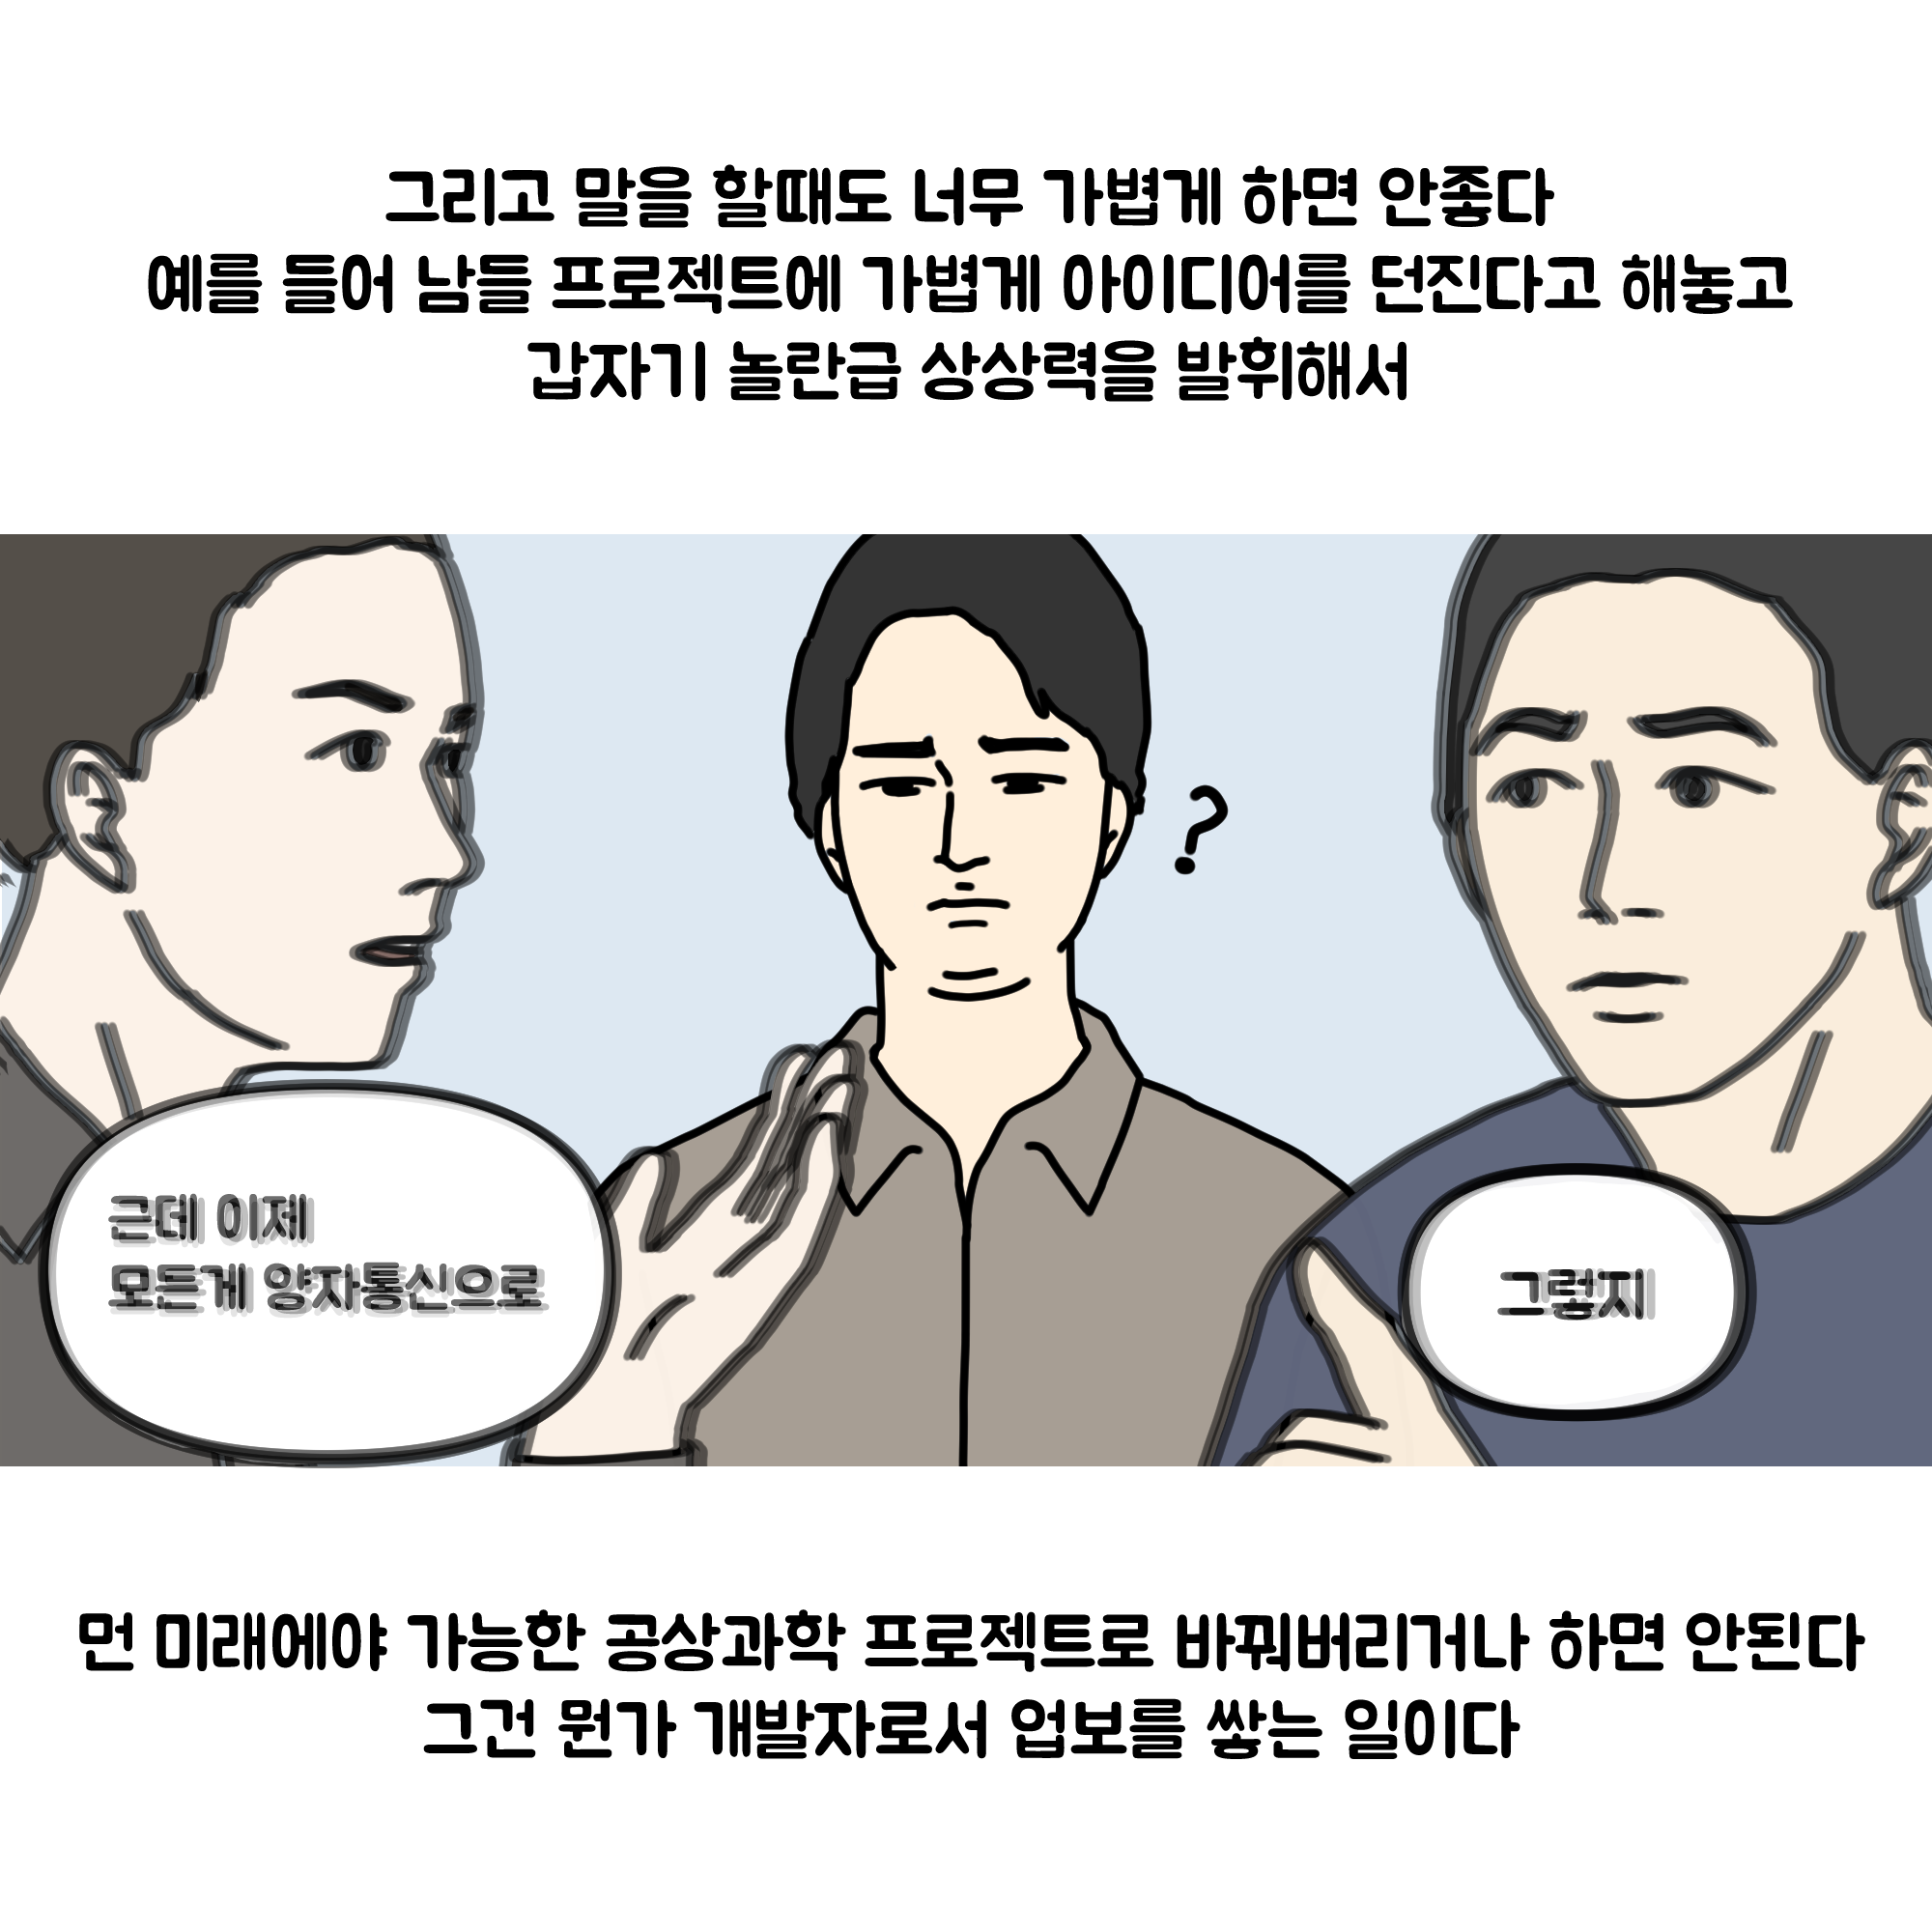 그리고 말을 할때도 너무 가볍게 하면 안좋다
예를 들어 남들 프로젝트에 가볍게 아이디어를 던진다고 해놓고
갑자기 놀란급 상상력을 발휘해서
?
근데 이제
모든게 양자통신으로
그렇지
먼 미래에야 가능한 공상과학 프로젝트로 바꿔버리거나 하면 안된다
그건 뭔가 개발자로서 업보를 쌓는 일이다